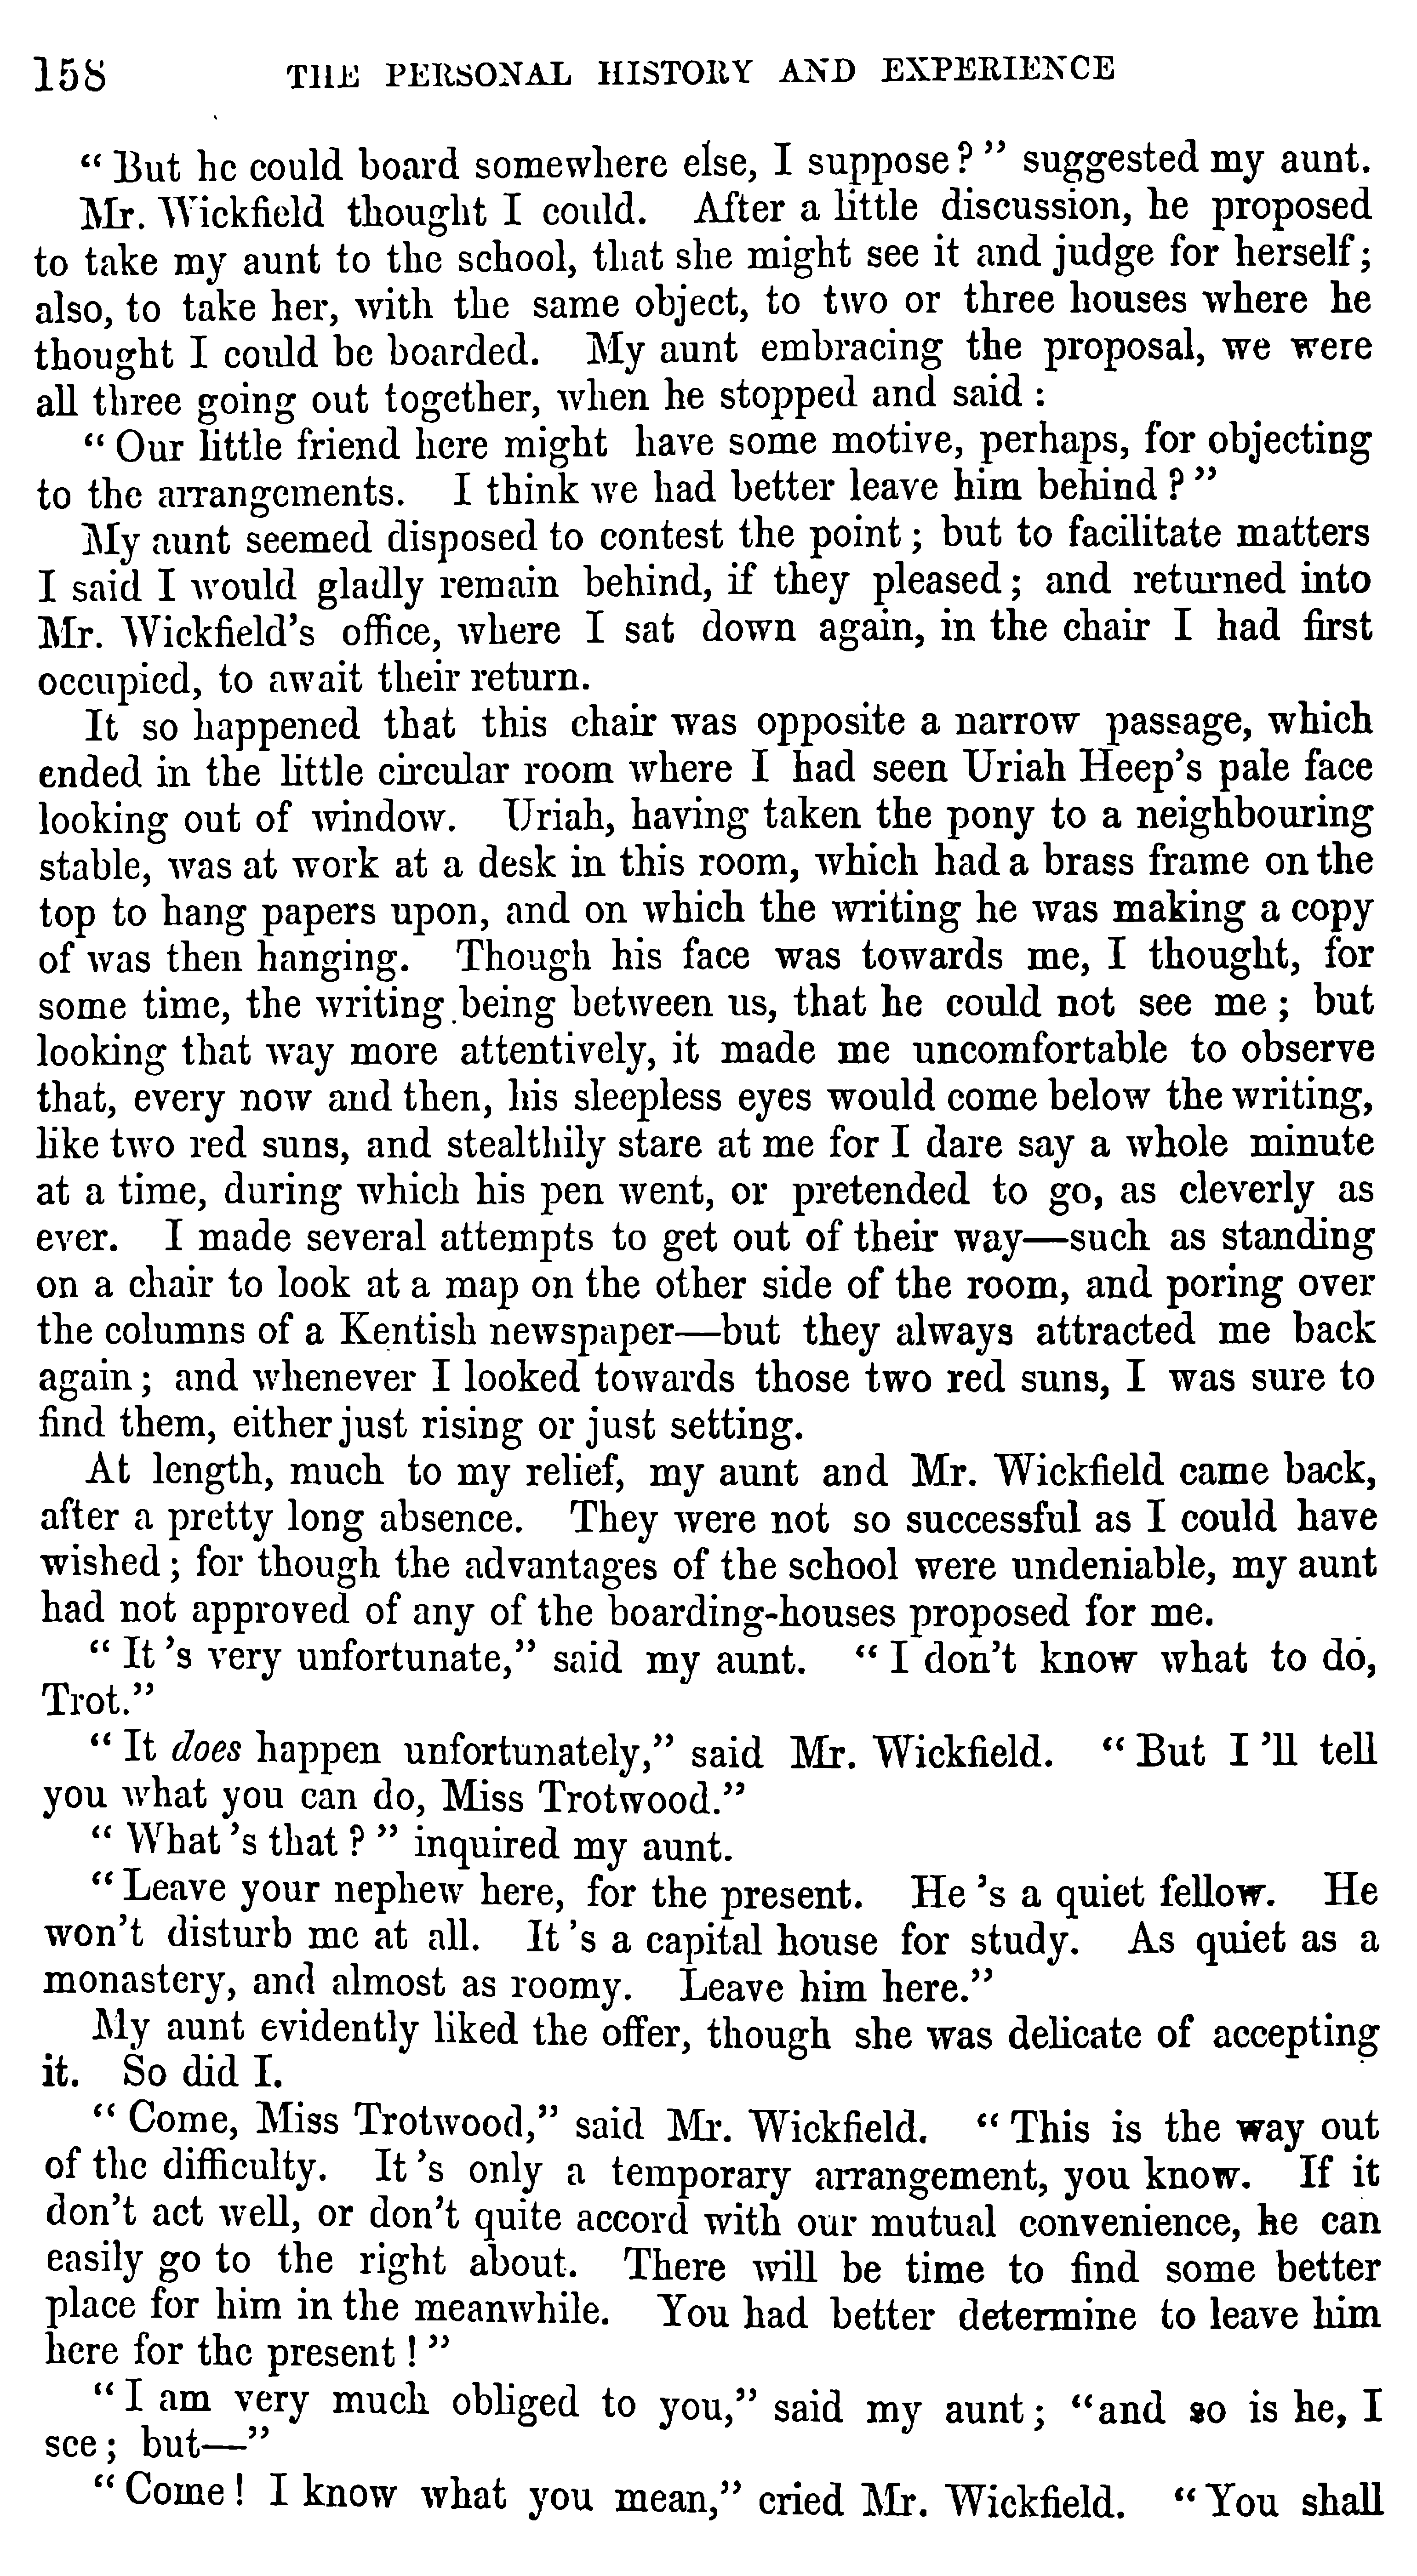 158 THE PERSONAL HISTORY AND EXPERIENCE
“ But he could board somewhere else, I suppose ? ” suggested my aunt.
Mr. Wickfield thought I could. After a little discussion, he proposed
to take my aunt to the school, that she might see it and judge for herself ;
also, to take her, with the same object, to two or three houses where he
thought I could be boarded. My aunt embracing the proposal, we were
all three going out together, when he stopped and said :
“ Our little friend here might have some motive, perhaps, for objecting
to the arrangements. I think we had better leave him behind ? ”
My aunt seemed disposed to contest the point ; but to facilitate matters
I said I would gladly remain behind, if they pleased ; and returned into
Mr. Wickfield’s office, where I sat down again, in the chair I had first
occupied, to await their return.
It so happened that this chair was opposite a narrow passage, which
ended in the little circular room where I had seen Uriah Heep’s pale face
looking out of window. Uriah, having taken the pony to a neighbouring
stable, was at work at a desk in this room, which had a brass frame on the
top to hang papers upon, and on which the writing he was making a copy
of was then hanging. Though his face was towards me, I thought, for
some time, the writing being between us, that he could not see me ; but
looking that way more attentively, it made me uncomfortable to observe
that, every now and then, his sleepless eyes would come below the writing,
like two red suns, and stealthily stare at me for I dare say a whole minute
at a time, during which his pen went, or pretended to go, as cleverly as
ever. I made several attempts to get out of their way—such as standing
on a chair to look at a map on the other side of the room, and poring over
the columns of a Kentish newspaper—but they always attracted me back
again ; and whenever I looked towards those two red suns, I was sure to
find them, either just rising or just setting.
At length, much to my relief, my aunt and Mr. Wickfield came back,
after a pretty long absence. They were not so successful as I could have
wished ; for though the advantages of the school were undeniable, my aunt
had not approved of any of the boarding-houses proposed for me.
“ It ’s very unfortunate,” said my aunt. “ I don’t know what to do,
Trot.”
“ It does happen unfortunately,” said Mr. Wickfield. “ But I ’ll tell
you what you can do, Miss Trotwood.”
“ What ’s that ? ” inquired my aunt.
“ Leave your nephew here, for the present. He ’s a quiet fellow. He
won’t disturb me at all. It ’s a capital house for study. As quiet as a
monastery, and almost as roomy. Leave him here.”
My aunt evidently liked the offer, though she was delicate of accepting
it. So did I.
“ Come, Miss Trotwood,” said Mr. Wickfield. “ This is the way out
of the difficulty. It ’s only a temporary arrangement, you know. If it
don’t act well, or don’t quite accord with our mutual convenience, he can
easily go to the right about. There will be time to find some better
place for him in the meanwhile. You had better determine to leave him
here for the present ! ”
“ I am very much obliged to you,” said my aunt ; “and so is he, I
see ; but—”
“ Come ! I know what you mean,” cried Mr. Wickfield. “ You shall